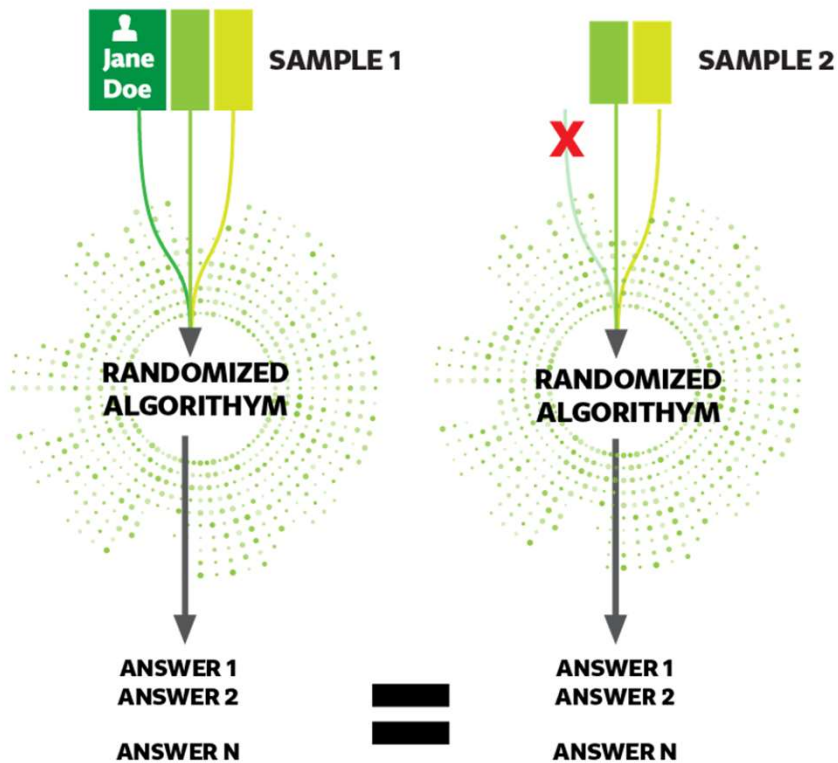 Jane
Doe
SAMPLE 1
SAMPLE 2
X
RANDOMIZED
ALGORITHYM
RANDOMIZED
ALGORITHYM
ANSWER 1
ANSWER 2
ANSWER N
=
ANSWER 1
ANSWER 2
ANSWER N